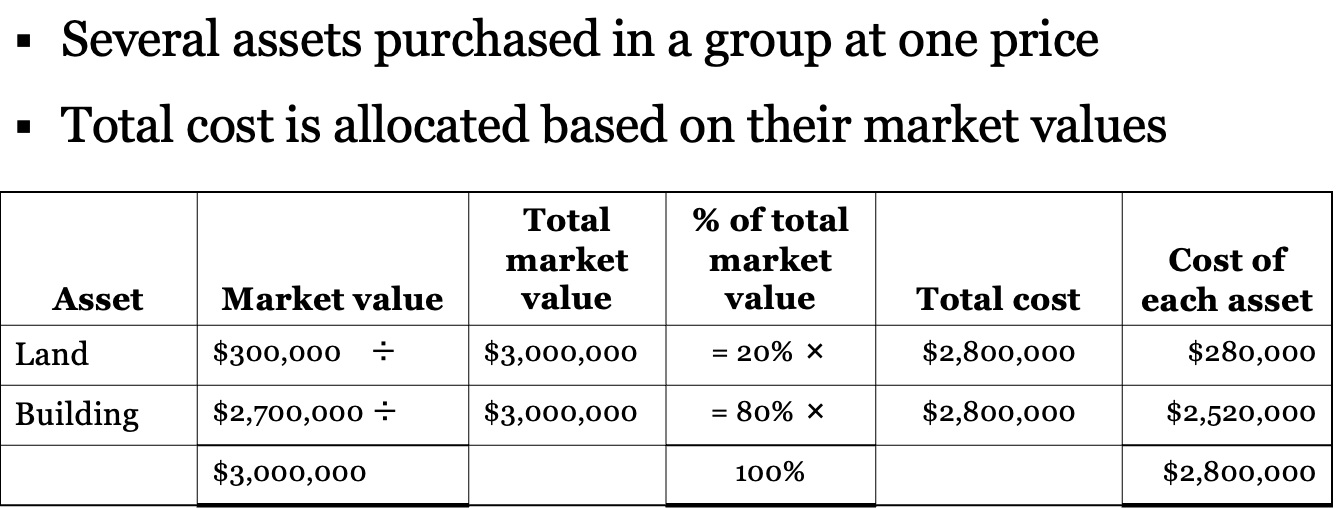 ▪ Several assets purchased in a group at one price
▪ Total cost is allocated based on their market values
Asset | Market value | Total market value | % of total market value | Total cost | Cost of each asset
Land | $300,000 ÷ | $3,000,000 | = 20% × | $2,800,000 | $280,000
Building | $2,700,000 ÷ | $3,000,000 | = 80% × | $2,800,000 | $2,520,000
$3,000,000 | 100% | $2,800,000